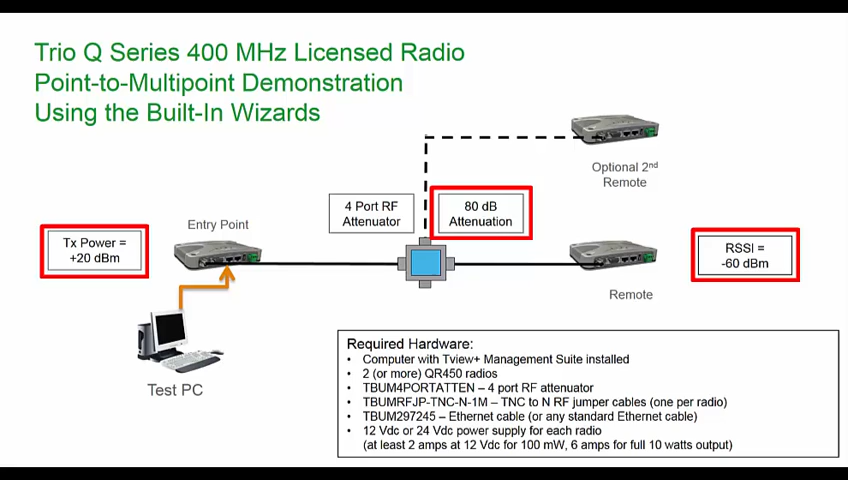 Trio Q Series 400 MHz Licensed Radio
Point-to-Multipoint Demonstration
Using the Built-In Wizards
Optional 2nd
Remote
4 Port RF
Attenuator
80 dB
Attenuation
Entry Point
Tx Power =
+20 dBm
RSSI =
-60 dBm
Remote
Test PC
Required Hardware:
• Computer with Tview+ Management Suite installed
• 2 (or more) QR450 radios
• TBUM4PORTATTEN – 4 port RF attenuator
• TBUMRFJP-TNC-N-1M – TNC to N RF jumper cables (one per radio)
• TBUM297245 – Ethernet cable (or any standard Ethernet cable)
• 12 Vdc or 24 Vdc power supply for each radio
(at least 2 amps at 12 Vdc for 100 mW, 6 amps for full 10 watts output)